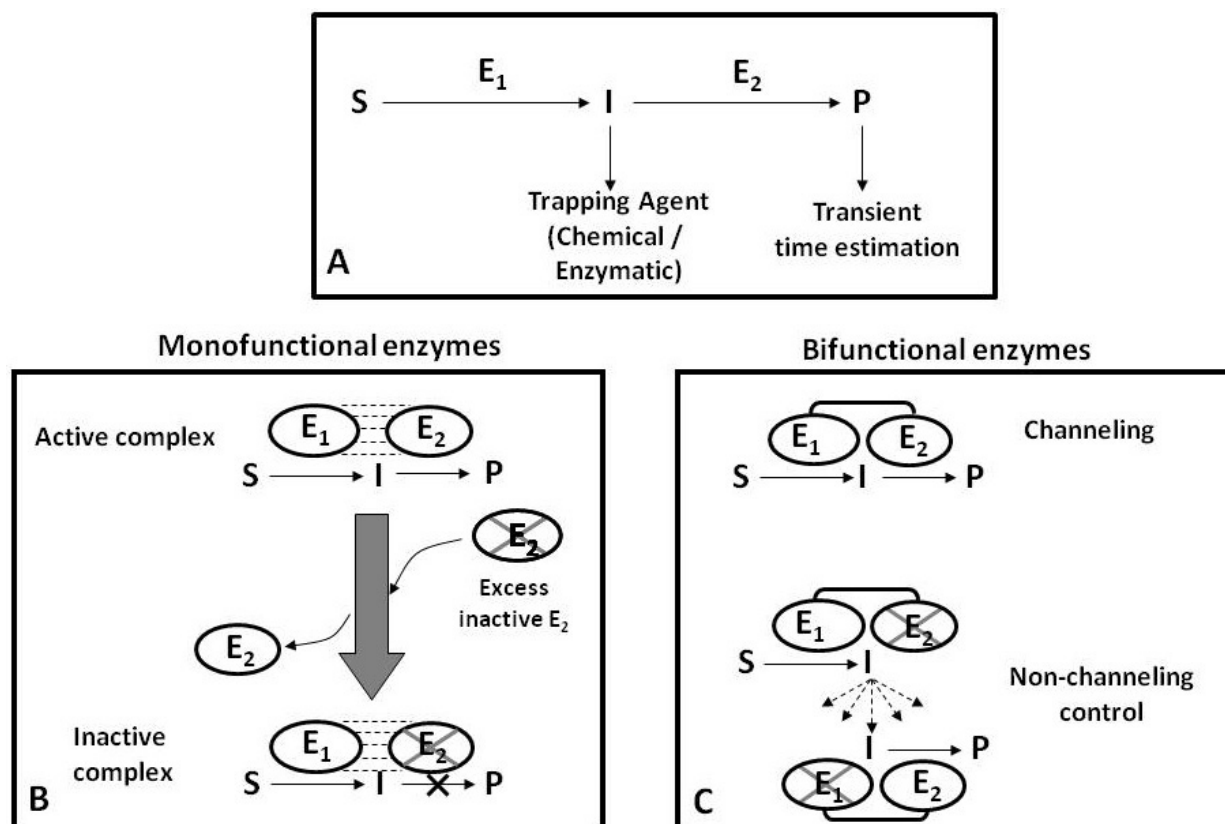 E₁ E₂
S I P
Trapping Agent
(Chemical /
Enzymatic)
Transient
time estimation
A
Monofunctional enzymes
Active complex
E₁ E₂
S I P
E₂
Excess
inactive E₂
E₂
Inactive
complex
E₁ E₂
S I P
B
Bifunctional enzymes
E₁ E₂
Channeling
S I P
E₁ E₂
S I
Non-channeling
control
I P
E₁ E₂
C